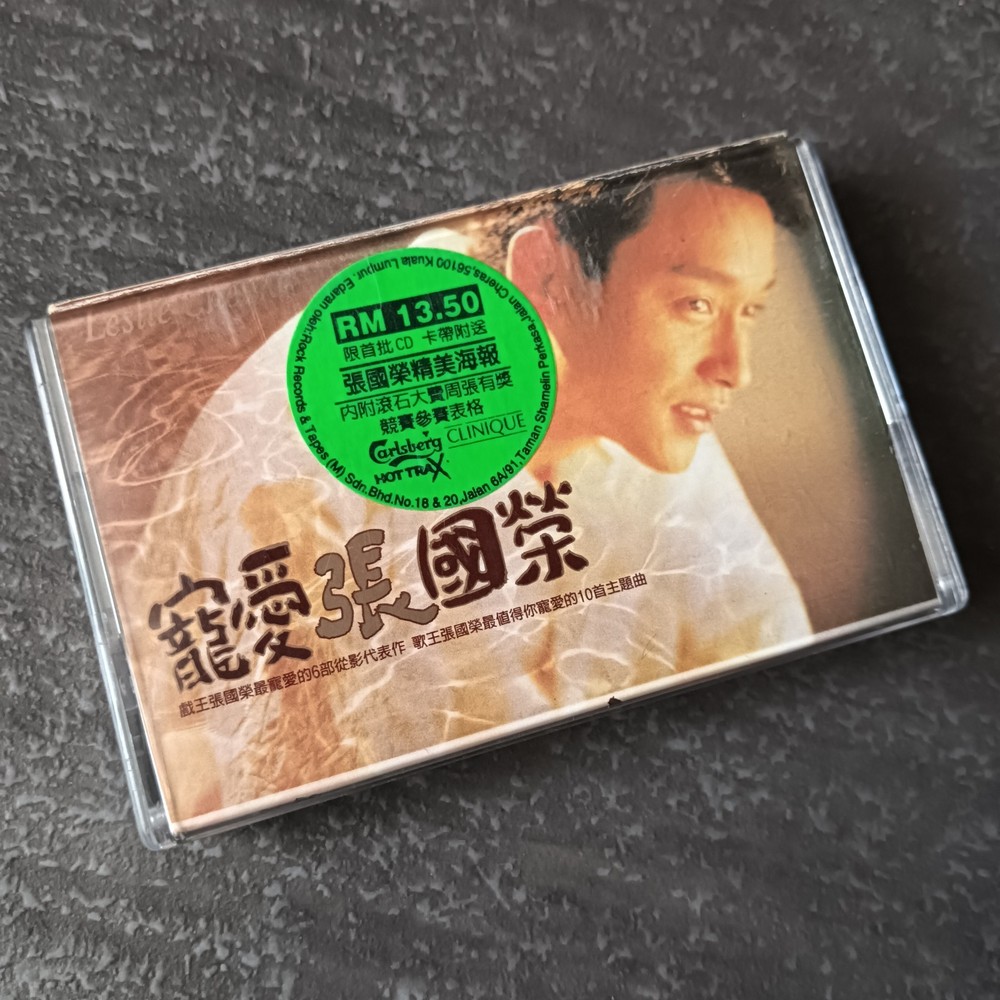 Leslie Cheung
RM 13.50
限首批CD 卡帶附送
張國榮精美海報
內附滾石大賣周張有獎
競賽參賽表格
Carlsberg
HOT TRAX
CLINIQUE
Edaran oleh:Rock Records & Tapes (M) Sdn.Bhd.No.18 & 20,Jalan 6A/91,Taman Shamelin Perkasa,Jalan Cheras,56100 Kuala Lumpur.
寵愛張國榮
戲王張國榮最寵愛的6部從影代表作 歌王張國榮最值得你寵愛的10首主題曲